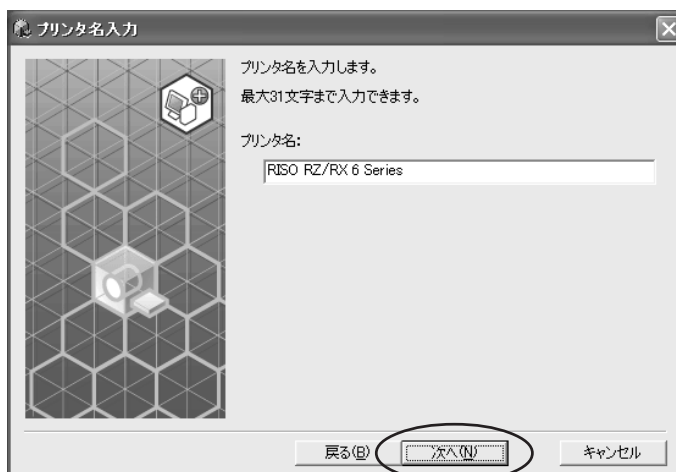 プリンタ名入力
プリンタ名を入力します。
最大31文字まで入力できます。
プリンタ名:
RISO RZ/RX 6 Series
戻る(B)
次へ(N)
キャンセル